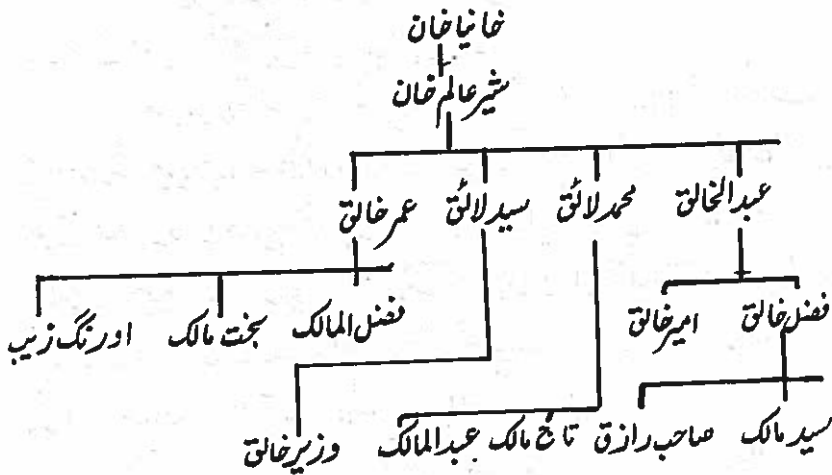 خانیا خان
شیر عالم خان
عبدالخالق محمد لائق سید لائق عمر خالق
فضل خالق امیر خالق فضل المالک بخت مالک اورنگ زیب
سید مالک صاحب رازق تاج مالک عبدالمالک وزیر خالق